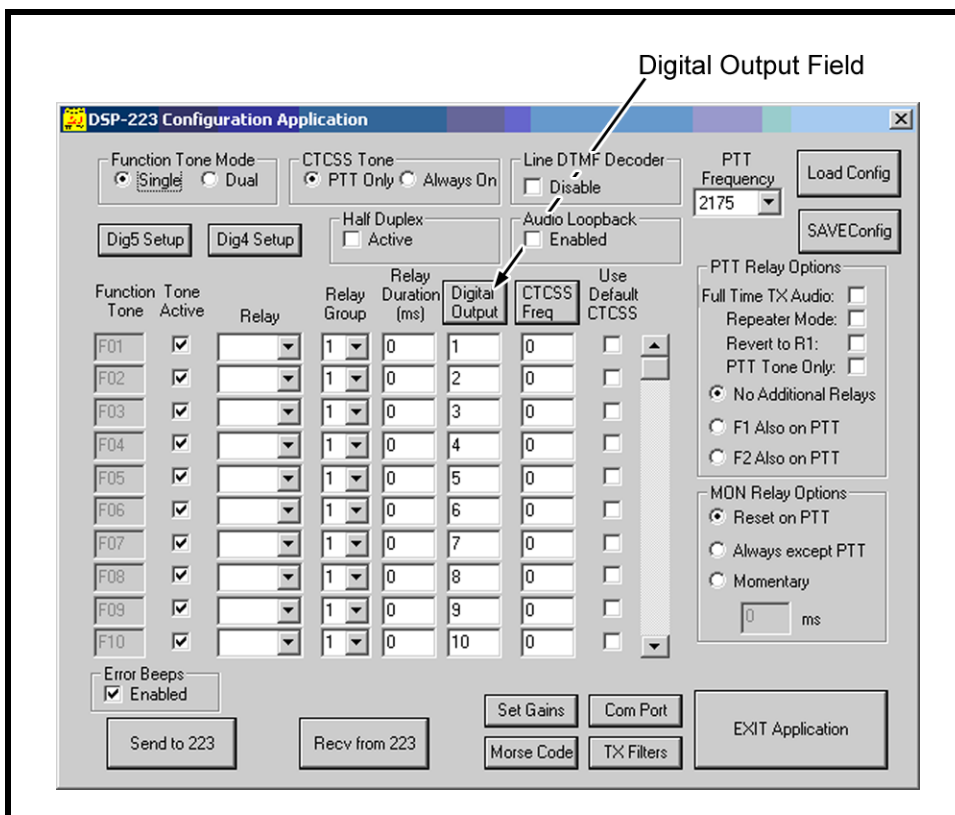 Digital Output Field
DSP-223 Configuration Application
Function Tone Mode
Single Dual
CTCSS Tone
PTT Only Always On
Line DTMF Decoder
Disable
PTT
Frequency
2175
Load Config
SAVEConfig
Dig5 Setup Dig4 Setup
Half Duplex
Active
Audio Loopback
Enabled
Function Tone
Tone Active
Relay
Relay Group
Relay Duration (ms)
Digital Output
CTCSS Freq
Use Default CTCSS
F01 1 0 1 0
F02 1 0 2 0
F03 1 0 3 0
F04 1 0 4 0
F05 1 0 5 0
F06 1 0 6 0
F07 1 0 7 0
F08 1 0 8 0
F09 1 0 9 0
F10 1 0 10 0
PTT Relay Options
Full Time TX Audio:
Repeater Mode:
Revert to R1:
PTT Tone Only:
No Additional Relays
F1 Also on PTT
F2 Also on PTT
MON Relay Options
Reset on PTT
Always except PTT
Momentary
0 ms
Error Beeps
Enabled
Send to 223
Recv from 223
Set Gains Com Port
Morse Code TX Filters
EXIT Application